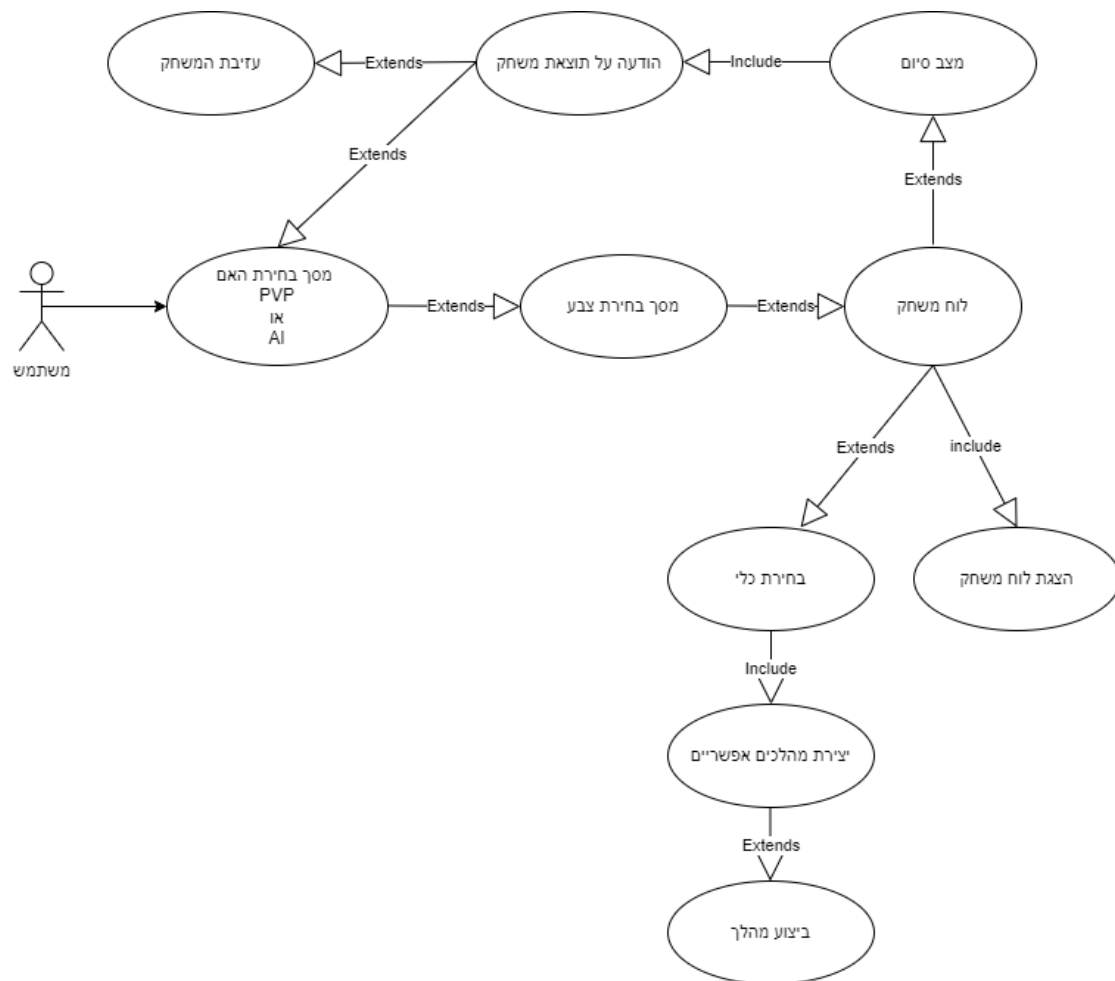 עזיבת המשחק
Extends
הודעה על תוצאת משחק
Include
מצב סיום
Extends
Extends
מסך בחירת האם
PVP
או
AI
Extends
מסך בחירת צבע
Extends
לוח משחק
משתמש
Extends
include
בחירת כלי
הצגת לוח משחק
Include
יצירת מהלכים אפשריים
Extends
ביצוע מהלך